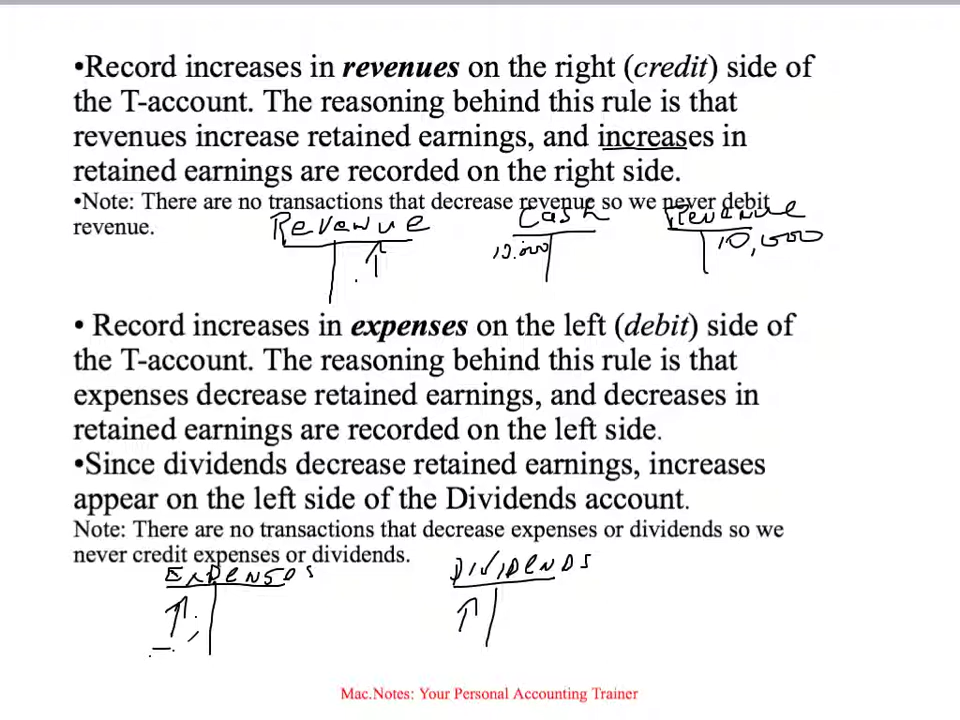 •Record increases in revenues on the right (credit) side of
the T-account. The reasoning behind this rule is that
revenues increase retained earnings, and increases in
retained earnings are recorded on the right side.
•Note: There are no transactions that decrease revenue so we never debit
revenue.
Revenue Cash Revenue
10,000 10,000
• Record increases in expenses on the left (debit) side of
the T-account. The reasoning behind this rule is that
expenses decrease retained earnings, and decreases in
retained earnings are recorded on the left side.
•Since dividends decrease retained earnings, increases
appear on the left side of the Dividends account.
Note: There are no transactions that decrease expenses or dividends so we
never credit expenses or dividends.
Expenses Dividends
Mac.Notes: Your Personal Accounting Trainer